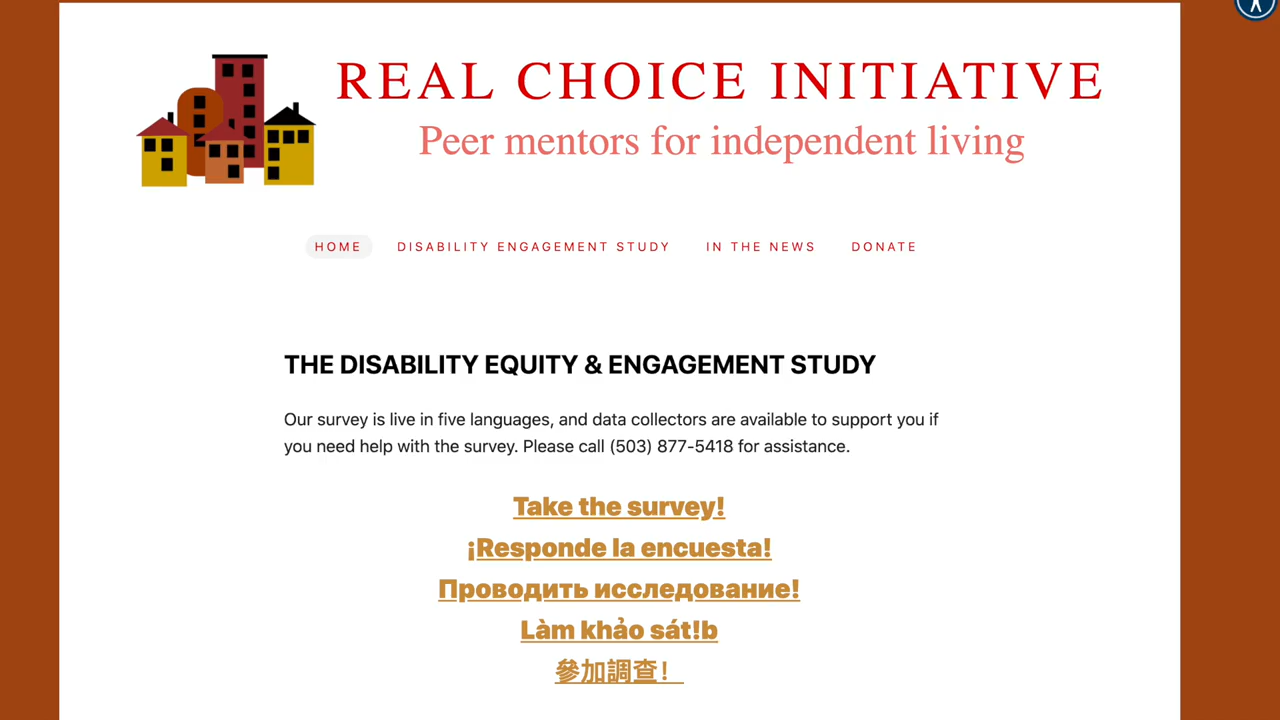 REAL CHOICE INITIATIVE
Peer mentors for independent living
HOME DISABILITY ENGAGEMENT STUDY IN THE NEWS DONATE
THE DISABILITY EQUITY & ENGAGEMENT STUDY
Our survey is live in five languages, and data collectors are available to support you if
you need help with the survey. Please call (503) 877-5418 for assistance.
Take the survey!
¡Responde la encuesta!
Проводить исследование!
Làm khảo sát!b
參加調查！